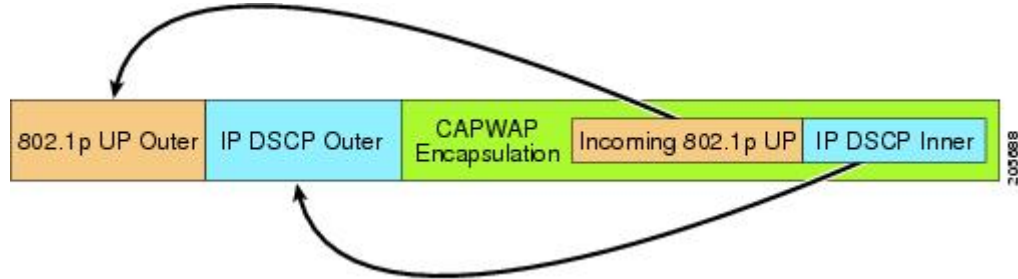 802.1p UP Outer
IP DSCP Outer
CAPWAP
Encapsulation
Incoming 802.1p UP
IP DSCP Inner
205688